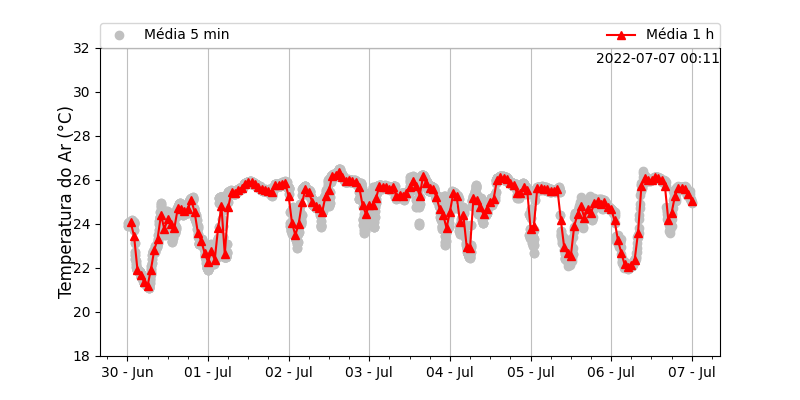 Média 5 min
Média 1 h
2022-07-07 00:11
Temperatura do Ar (°C)
32
30
28
26
24
22
20
18
30 - Jun
01 - Jul
02 - Jul
03 - Jul
04 - Jul
05 - Jul
06 - Jul
07 - Jul